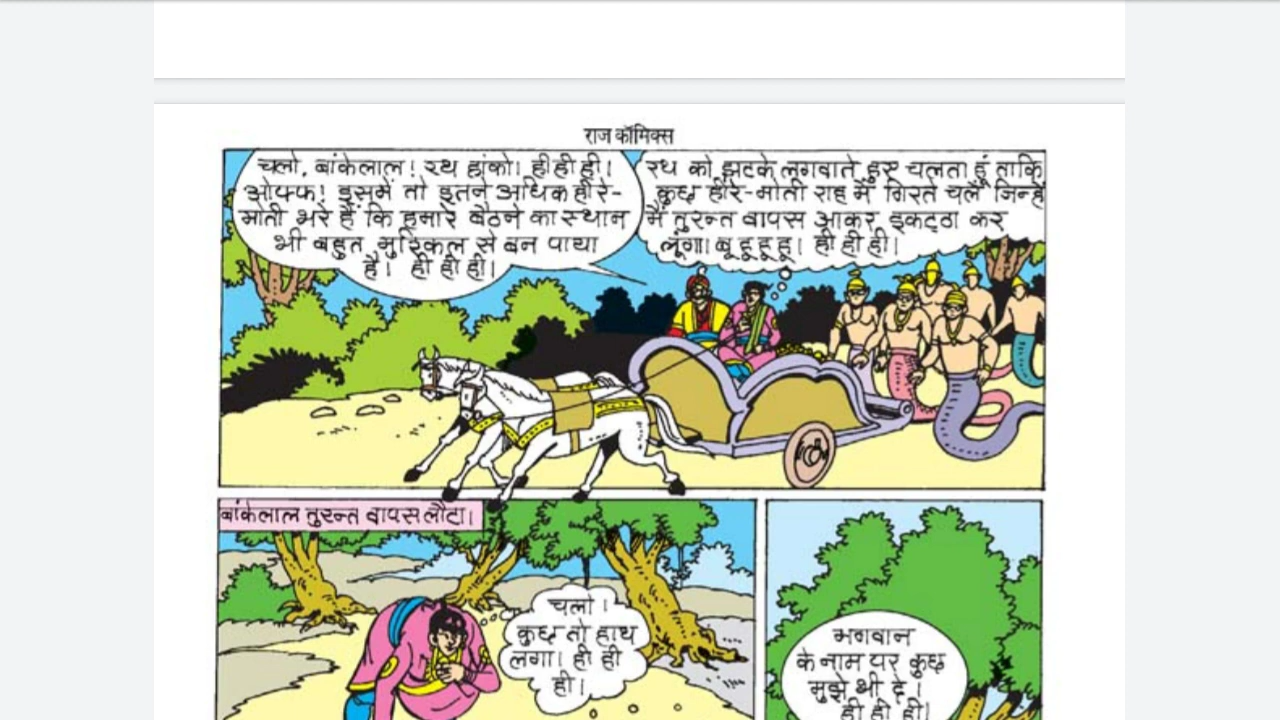 राज कॉमिक्स
चलो, बांकेलाल! रथ हांको। ही ही ही।
ओफ्फ! इसमें तो इतने अधिक हीरे-
मोती भरे हैं कि हमारे बैठने का स्थान
भी बहुत मुश्किल से बन पाया
है। ही ही ही।
रथ को झटके लगवाते हुए चलता हूं ताकि
कुछ हीरे-मोती राह में गिरते चलें जिन्हें
मैं तुरन्त वापस आकर इकट्ठा कर
लूंगा। बू हू हू हू। ही ही ही।
बांकेलाल तुरन्त वापस लौटा।
चलो।
कुछ तो हाथ
लगा। ही ही
ही।
भगवान
के नाम पर कुछ
मुझे भी दे।
ही ही ही।